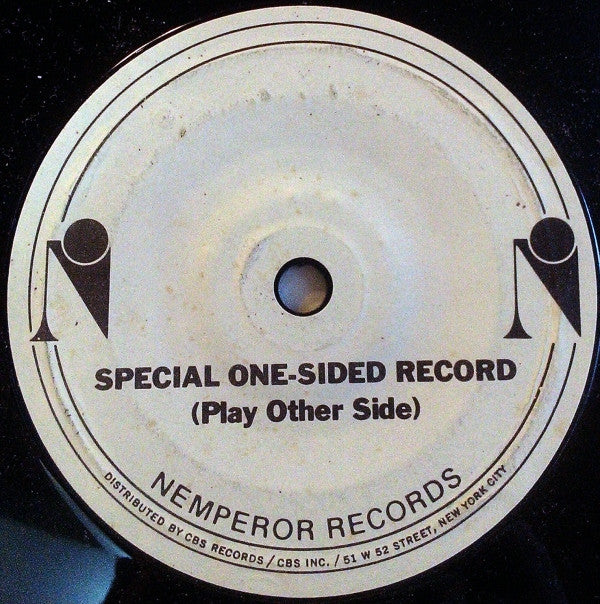 SPECIAL ONE-SIDED RECORD
(Play Other Side)
NEMPEROR RECORDS
DISTRIBUTED BY CBS RECORDS / CBS INC. / 51 W 52 STREET, NEW YORK CITY